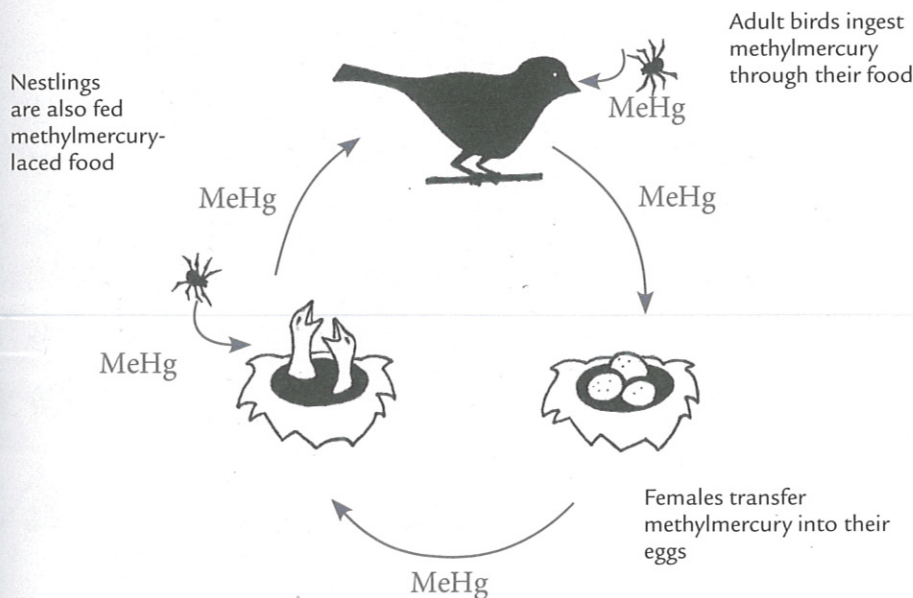 Adult birds ingest
methylmercury
through their food
MeHg
Nestlings
are also fed
methylmercury-
laced food
MeHg
MeHg
MeHg
Females transfer
methylmercury into their
eggs
MeHg